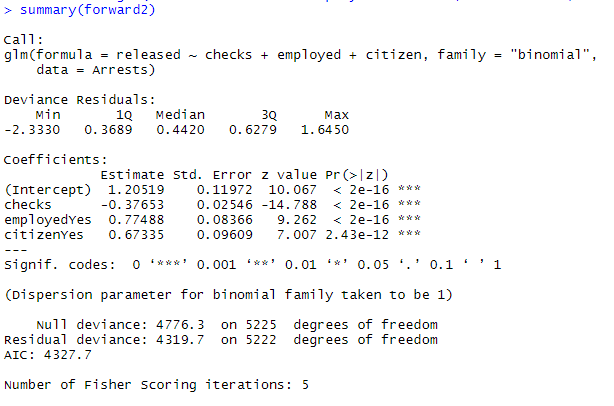 > summary(forward2)
Call:
glm(formula = released ~ checks + employed + citizen, family = "binomial",
    data = Arrests)
Deviance Residuals:
    Min      1Q  Median      3Q     Max
-2.3330  0.3689  0.4420  0.6279  1.6450
Coefficients:
            Estimate Std. Error z value Pr(>|z|)
(Intercept)  1.20519    0.11972  10.067  < 2e-16 ***
checks      -0.37653    0.02546 -14.788  < 2e-16 ***
employedYes  0.77488    0.08366   9.262  < 2e-16 ***
citizenYes   0.67335    0.09609   7.007 2.43e-12 ***
---
Signif. codes:  0 ‘***’ 0.001 ‘**’ 0.01 ‘*’ 0.05 ‘.’ 0.1 ‘ ’ 1
(Dispersion parameter for binomial family taken to be 1)
    Null deviance: 4776.3  on 5225  degrees of freedom
Residual deviance: 4319.7  on 5222  degrees of freedom
AIC: 4327.7
Number of Fisher Scoring iterations: 5